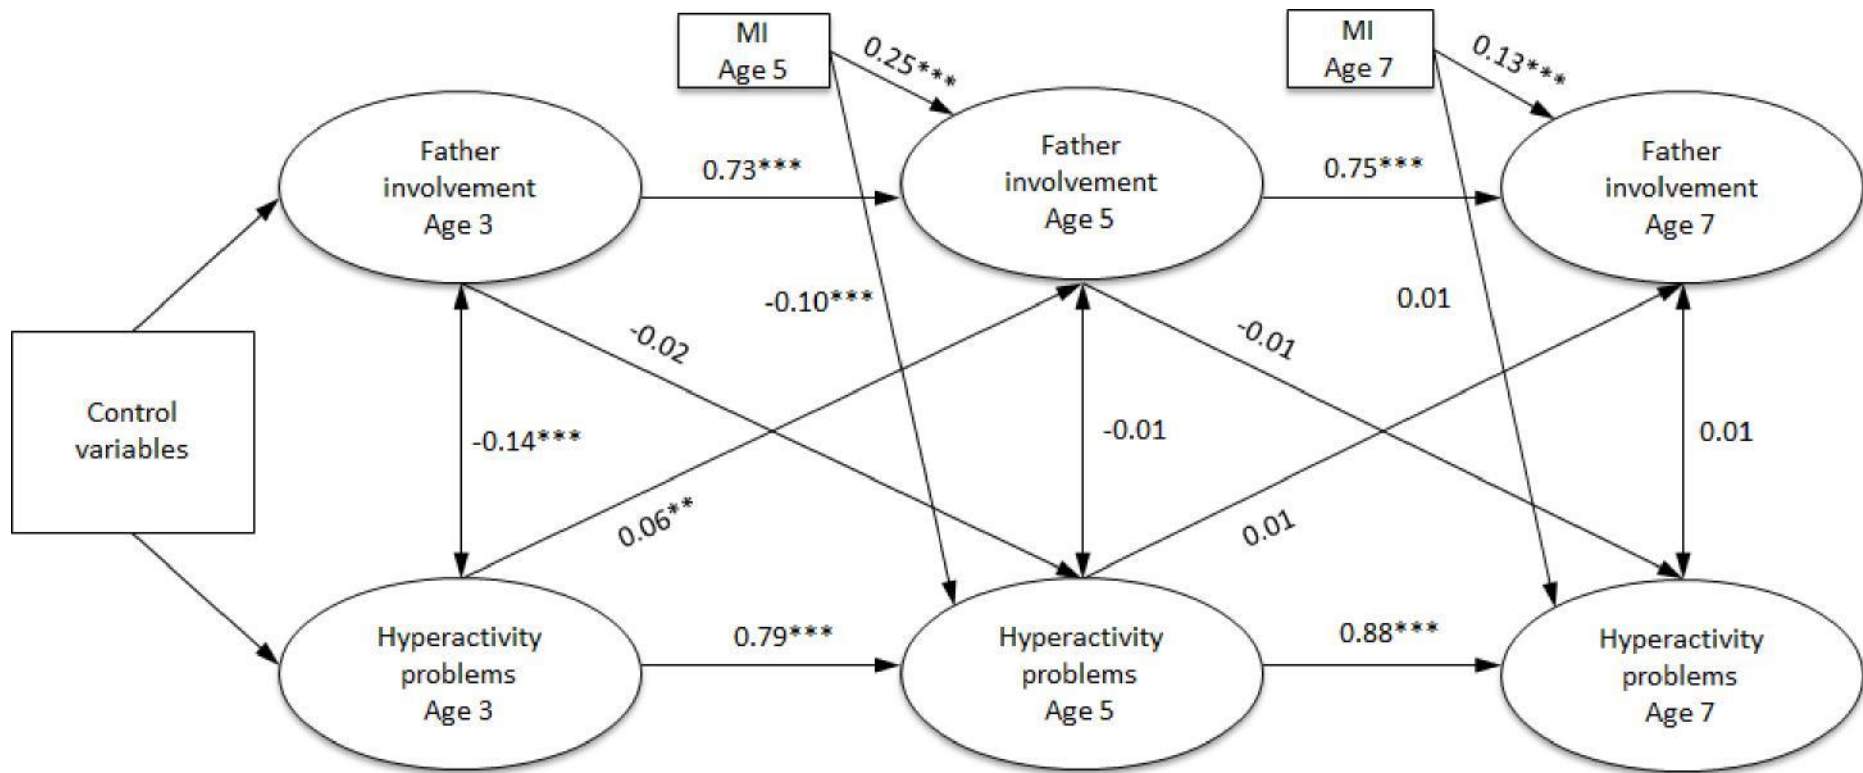 MI
Age 5
0.25***
MI
Age 7
0.13***
Father
involvement
Age 3
0.73***
Father
involvement
Age 5
0.75***
Father
involvement
Age 7
-0.10***
0.01
-0.02
-0.01
Control
variables
-0.14***
-0.01
0.01
0.06**
0.01
Hyperactivity
problems
Age 3
0.79***
Hyperactivity
problems
Age 5
0.88***
Hyperactivity
problems
Age 7